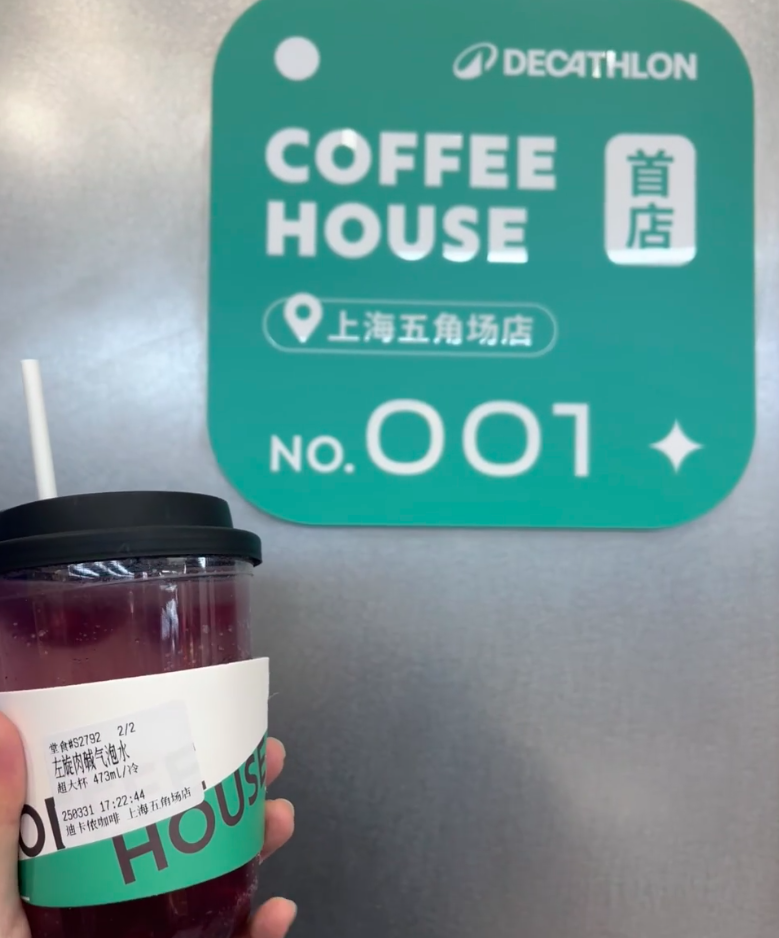 DECATHLON
COFFEE
HOUSE
首店
上海五角场店
NO.001
堂食#S2792 2/2
左旋肉碱气泡水
超大杯 473ml/冷
250331 17:22:44
迪卡侬咖啡 上海五角场店
HOUSE